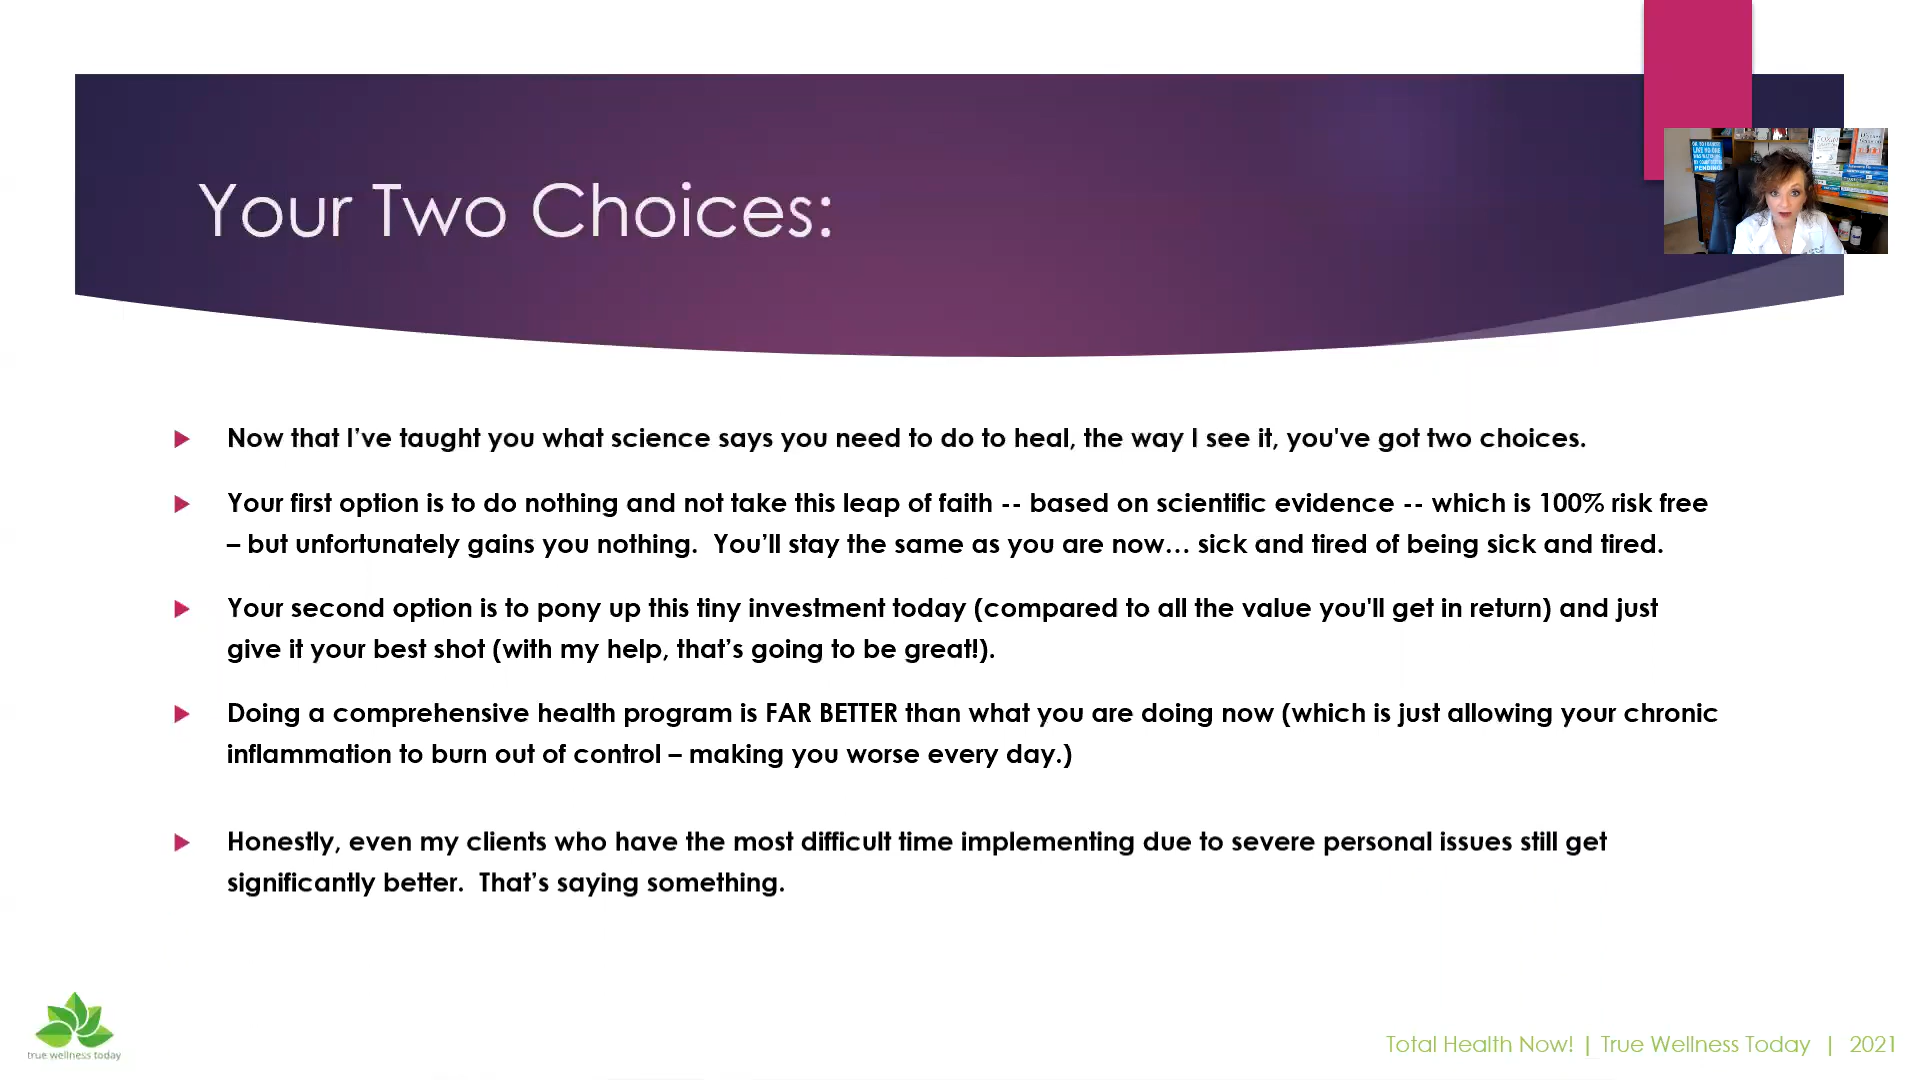 Your Two Choices:
Now that I’ve taught you what science says you need to do to heal, the way I see it, you've got two choices.
Your first option is to do nothing and not take this leap of faith -- based on scientific evidence -- which is 100% risk free
– but unfortunately gains you nothing.  You’ll stay the same as you are now… sick and tired of being sick and tired.
Your second option is to pony up this tiny investment today (compared to all the value you'll get in return) and just
give it your best shot (with my help, that’s going to be great!).
Doing a comprehensive health program is FAR BETTER than what you are doing now (which is just allowing your chronic
inflammation to burn out of control – making you worse every day.)
Honestly, even my clients who have the most difficult time implementing due to severe personal issues still get
significantly better.  That’s saying something.
true wellness today
Total Health Now! | True Wellness Today | 2021